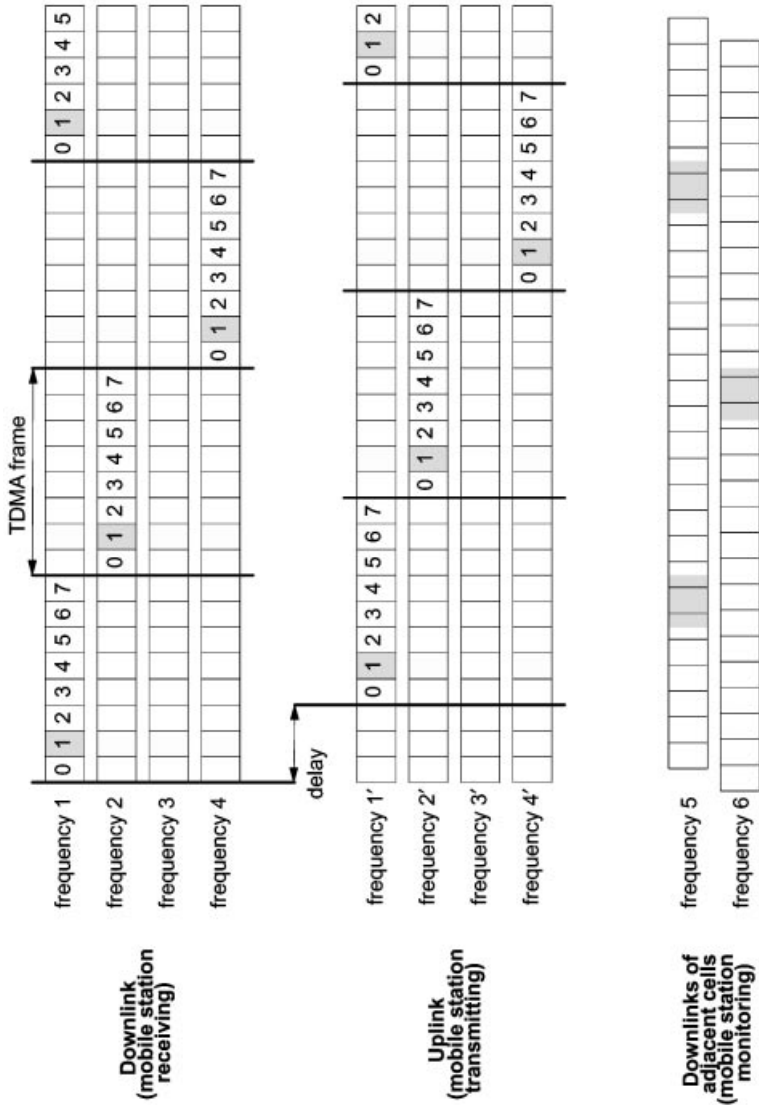 TDMA frame
Downlink
(mobile station
receiving)
frequency 1 0 1 2 3 4 5 6 7 0 1 2 3 4 5
frequency 2 0 1 2 3 4 5 6 7
frequency 3
frequency 4 0 1 2 3 4 5 6 7
delay
Uplink
(mobile station
transmitting)
frequency 1′ 0 1 2 3 4 5 6 7 0 1 2
frequency 2′ 0 1 2 3 4 5 6 7
frequency 3′
frequency 4′ 0 1 2 3 4 5 6 7
Downlinks of
adjacent cells
(mobile station
monitoring)
frequency 5
frequency 6